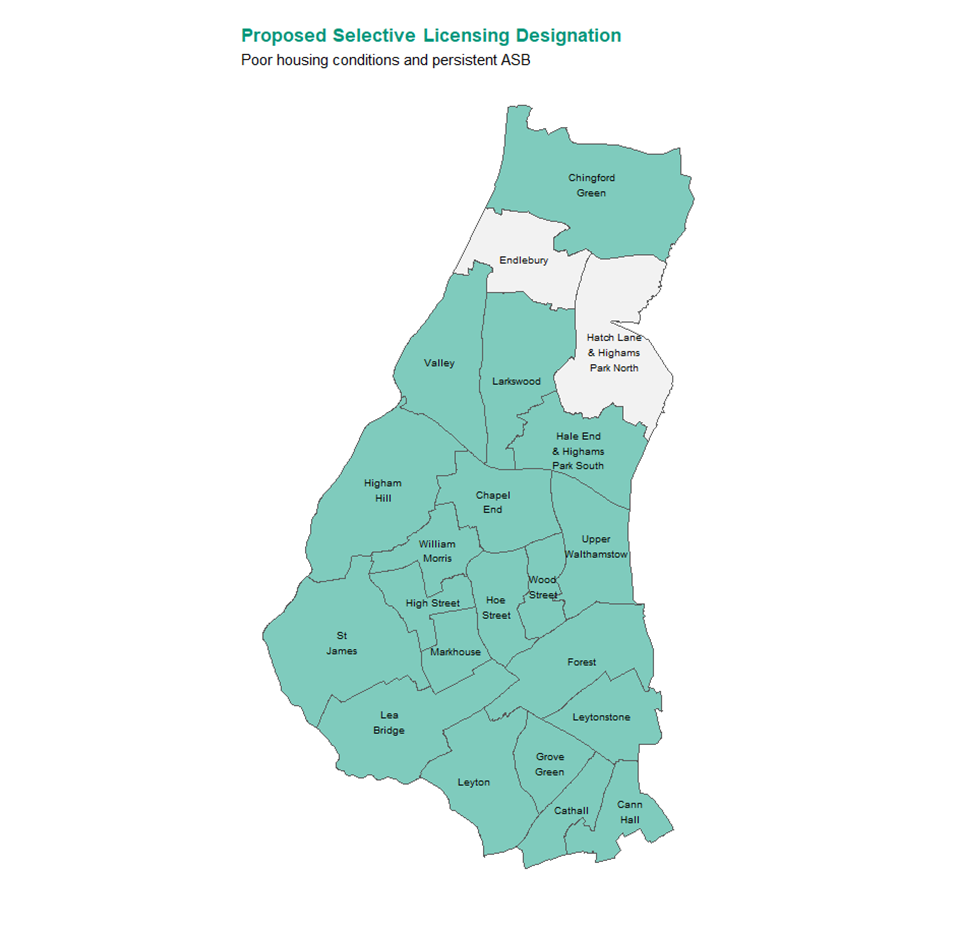 Proposed Selective Licensing Designation
Poor housing conditions and persistent ASB
Chingford
Green
Endlebury
Hatch Lane
& Highams
Park North
Valley
Larkswood
Hale End
& Highams
Park South
Higham
Hill
Chapel
End
Upper
Walthamstow
William
Morris
Wood
Street
High Street
Hoe
Street
St
James
Markhouse
Forest
Lea
Bridge
Leytonstone
Grove
Green
Leyton
Cathall
Cann
Hall